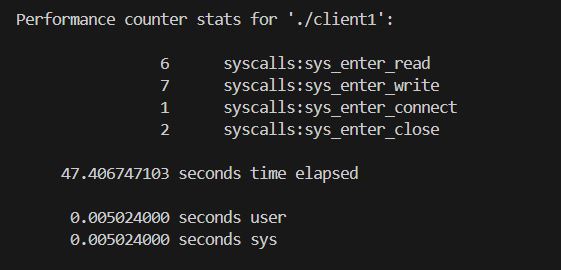 Performance counter stats for './client1':
6 syscalls:sys_enter_read
7 syscalls:sys_enter_write
1 syscalls:sys_enter_connect
2 syscalls:sys_enter_close
47.406747103 seconds time elapsed
0.005024000 seconds user
0.005024000 seconds sys